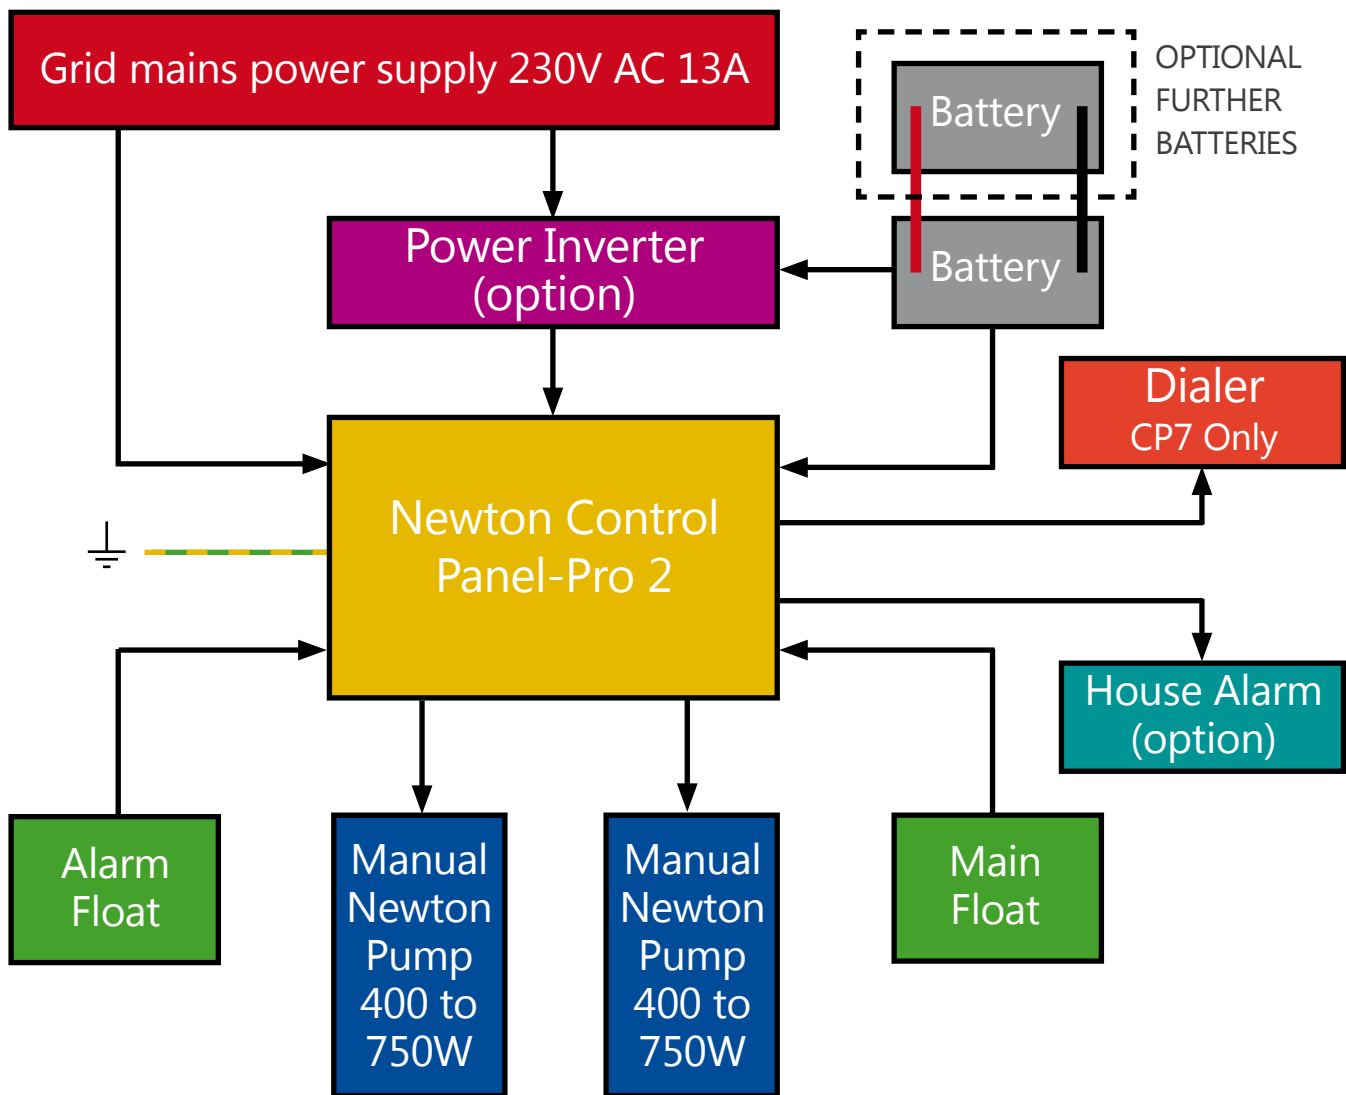 Grid mains power supply 230V AC 13A
Battery
OPTIONAL
FURTHER
BATTERIES
Power Inverter
(option)
Battery
Dialer
CP7 Only
Newton Control
Panel-Pro 2
House Alarm
(option)
Alarm
Float
Manual
Newton
Pump
400 to
750W
Manual
Newton
Pump
400 to
750W
Main
Float